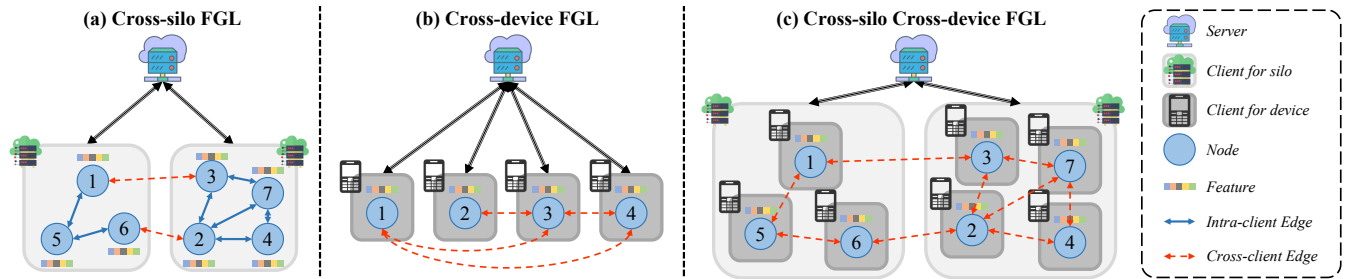 (a) Cross-silo FGL
1
3
7
5
6
2
4
(b) Cross-device FGL
1
2
3
4
(c) Cross-silo Cross-device FGL
1
3
7
5
6
2
4
Server
Client for silo
Client for device
Node
Feature
Intra-client Edge
Cross-client Edge